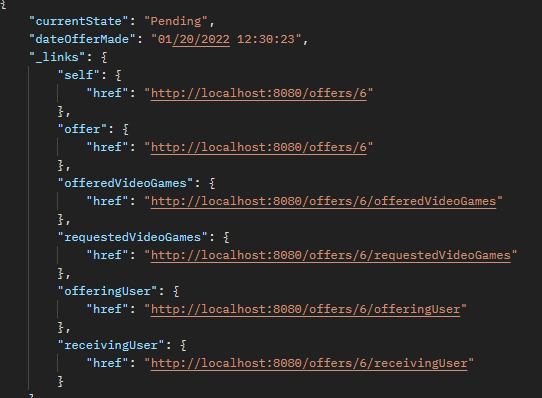 {
"currentState": "Pending",
"dateOfferMade": "01/20/2022 12:30:23",
"_links": {
"self": {
"href": "http://localhost:8080/offers/6"
},
"offer": {
"href": "http://localhost:8080/offers/6"
},
"offeredVideoGames": {
"href": "http://localhost:8080/offers/6/offeredVideoGames"
},
"requestedVideoGames": {
"href": "http://localhost:8080/offers/6/requestedVideoGames"
},
"offeringUser": {
"href": "http://localhost:8080/offers/6/offeringUser"
},
"receivingUser": {
"href": "http://localhost:8080/offers/6/receivingUser"
}
}